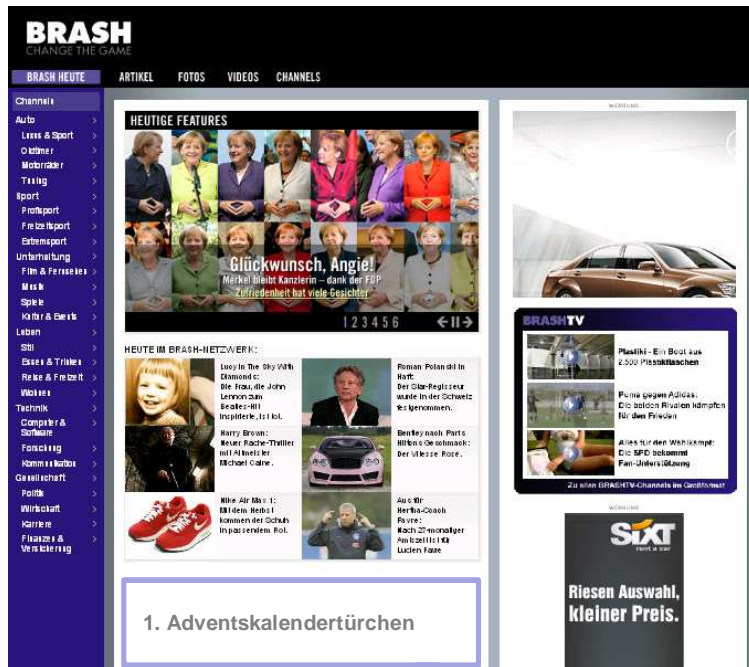 BRASH
CHANGE THE GAME
BRASH HEUTE
ARTIKEL
FOTOS
VIDEOS
CHANNELS
Channels
Auto
Luxus & Sport
Oldtimer
Motorräder
Tuning
Sport
Profisport
Freizeitsport
Extremsport
Unterhaltung
Film & Fernsehen
Musik
Spiele
Kultur & Events
Leben
Stil
Essen & Trinken
Reise & Freizeit
Wohnen
Technik
Computer &
Software
Forschung
Kommunikation
Gesellschaft
Politik
Wirtschaft
Karriere
Finanzen &
Versicherung
HEUTIGE FEATURES
Glückwunsch, Angie!
Merkel bleibt Kanzlerin – dank der FDP
Zufriedenheit hat viele Gesichter
1 2 3 4 5 6
HEUTE IM BRASH-NETZWERK:
Lucy in The Sky With
Diamonds:
Die Frau, die John
Lennon zum
Beatles-Hit
inspirierte, ist tot.
Roman Polanski in
Haft:
Der Star-Regisseur
wurde in der Schweiz
festgenommen.
Harry Brown:
Neuer Rache-Thriller
mit Altmeister
Michael Caine.
Bentley nach Paris
Hiltons Geschmack:
Der Vitesse Rosé.
Nike Air Max 1:
Mit dem Herbst
kommen der Schuh
in passendem Rot.
Aus für
Hertha-Coach
Favre:
Nach 27-monatiger
Amtszeit ist für
Lucien Favre
1. Adventskalendertürchen
WERBUNG
BRASHTV
Plastiki - Ein Boot aus
2.500 Plastikflaschen
Puma gegen Adidas:
Die beiden Rivalen kämpfen
für den Frieden
Alles für den Wahlkampf:
Die SPD bekommt
Fan-Unterstützung
Zu allen BRASHTV-Channels im Großformat
WERBUNG
SIXT
rent a car
Riesen Auswahl,
kleiner Preis.